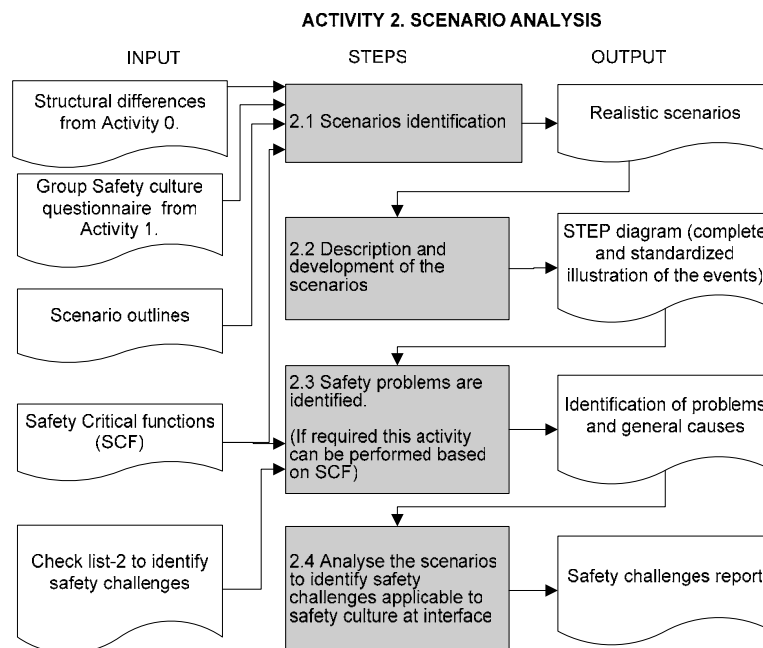 ACTIVITY 2. SCENARIO ANALYSIS
INPUT
STEPS
OUTPUT
Structural differences
from Activity 0.
2.1 Scenarios identification
Realistic scenarios
Group Safety culture
questionnaire from
Activity 1.
2.2 Description and
development of the
scenarios
STEP diagram (complete
and standardized
illustration of the events)
Scenario outlines
2.3 Safety problems are
identified.
(If required this activity
can be performed based
on SCF)
Safety Critical functions
(SCF)
Identification of problems
and general causes
Check list-2 to identify
safety challenges
2.4 Analyse the scenarios
to identify safety
challenges applicable to
safety culture at interface
Safety challenges report